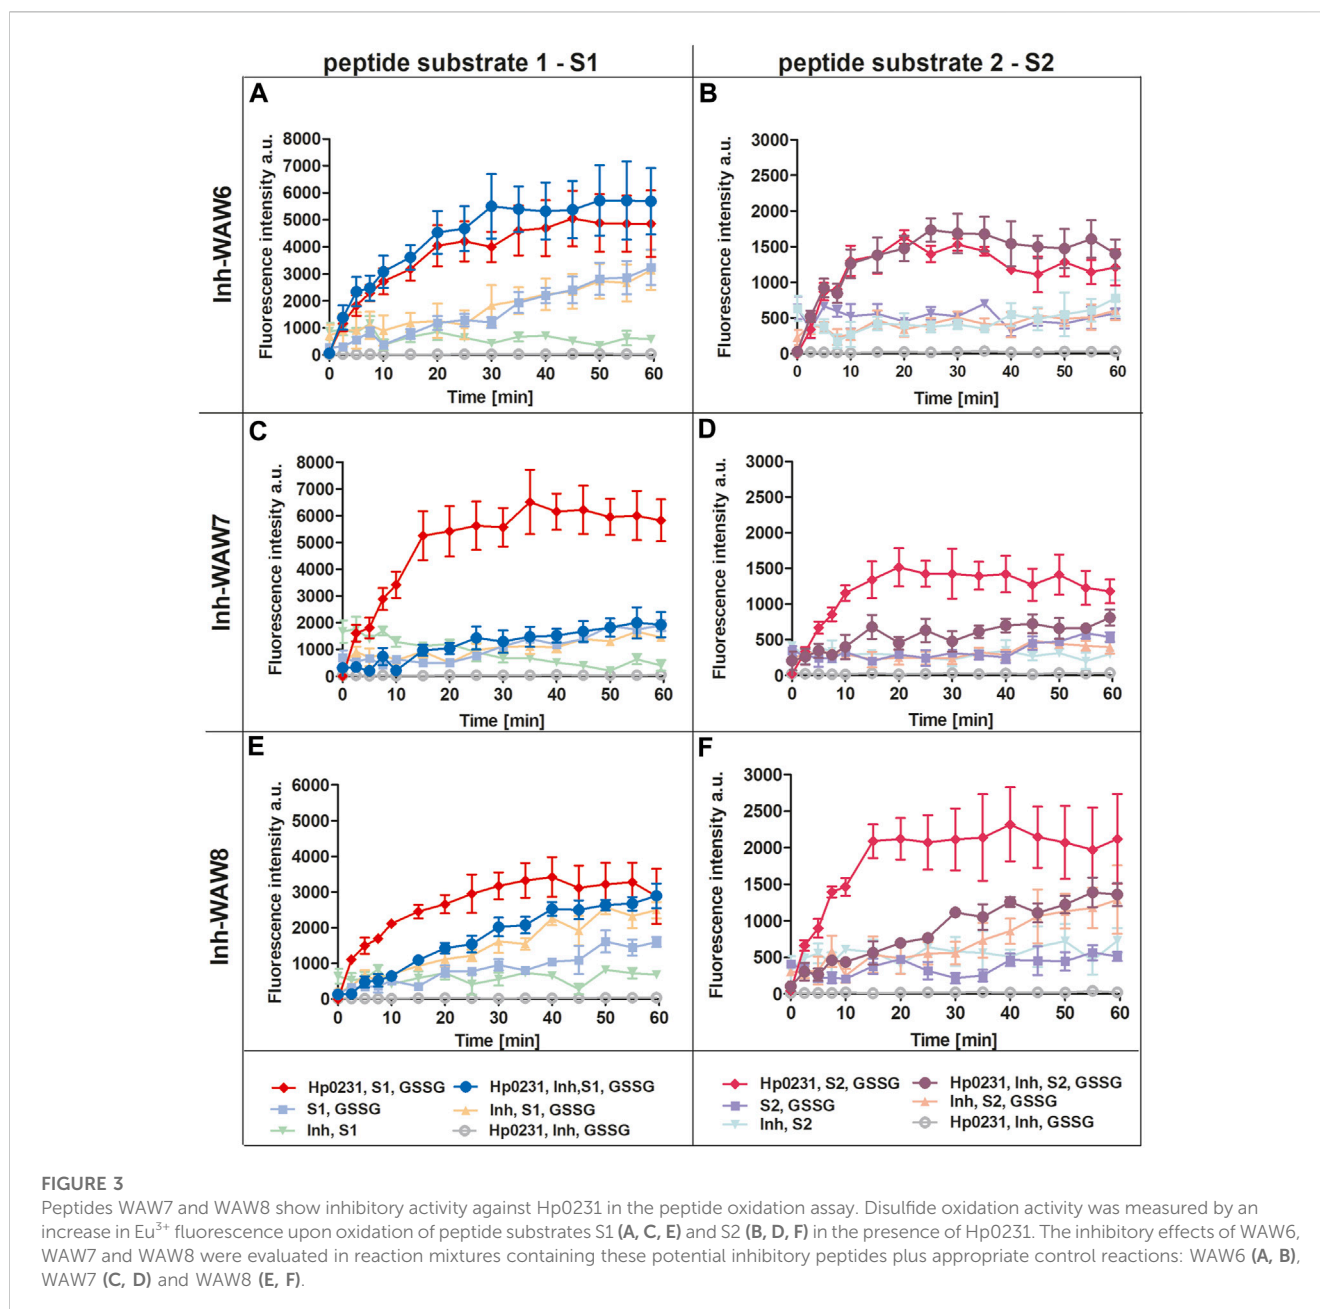 peptide substrate 1 - S1
peptide substrate 2 - S2
Inh-WAW6
A
Fluorescence intensity a.u.
8000
7000
6000
5000
4000
3000
2000
1000
0
0 10 20 30 40 50 60
Time [min]
B
Fluorescence intensity a.u.
3000
2500
2000
1500
1000
500
0
0 10 20 30 40 50 60
Time [min]
Inh-WAW7
C
Fluorescence intesity a.u.
8000
7000
6000
5000
4000
3000
2000
1000
0
0 10 20 30 40 50 60
Time [min]
D
Fluorescence intensity a.u.
3000
2500
2000
1500
1000
500
0
0 10 20 30 40 50 60
Time [min]
Inh-WAW8
E
Fluorescence intensity a.u.
6000
5000
4000
3000
2000
1000
0
0 10 20 30 40 50 60
Time [min]
F
Fluorescence intensity a.u.
3000
2500
2000
1500
1000
500
0
0 10 20 30 40 50 60
Time [min]
Hp0231, S1, GSSG
Hp0231, Inh,S1, GSSG
S1, GSSG
Inh, S1, GSSG
Inh, S1
Hp0231, Inh, GSSG
Hp0231, S2, GSSG
Hp0231, Inh, S2, GSSG
S2, GSSG
Inh, S2, GSSG
Inh, S2
Hp0231, Inh, GSSG
FIGURE 3
Peptides WAW7 and WAW8 show inhibitory activity against Hp0231 in the peptide oxidation assay. Disulfide oxidation activity was measured by an
increase in Eu³⁺ fluorescence upon oxidation of peptide substrates S1 (A, C, E) and S2 (B, D, F) in the presence of Hp0231. The inhibitory effects of WAW6,
WAW7 and WAW8 were evaluated in reaction mixtures containing these potential inhibitory peptides plus appropriate control reactions: WAW6 (A, B),
WAW7 (C, D) and WAW8 (E, F).